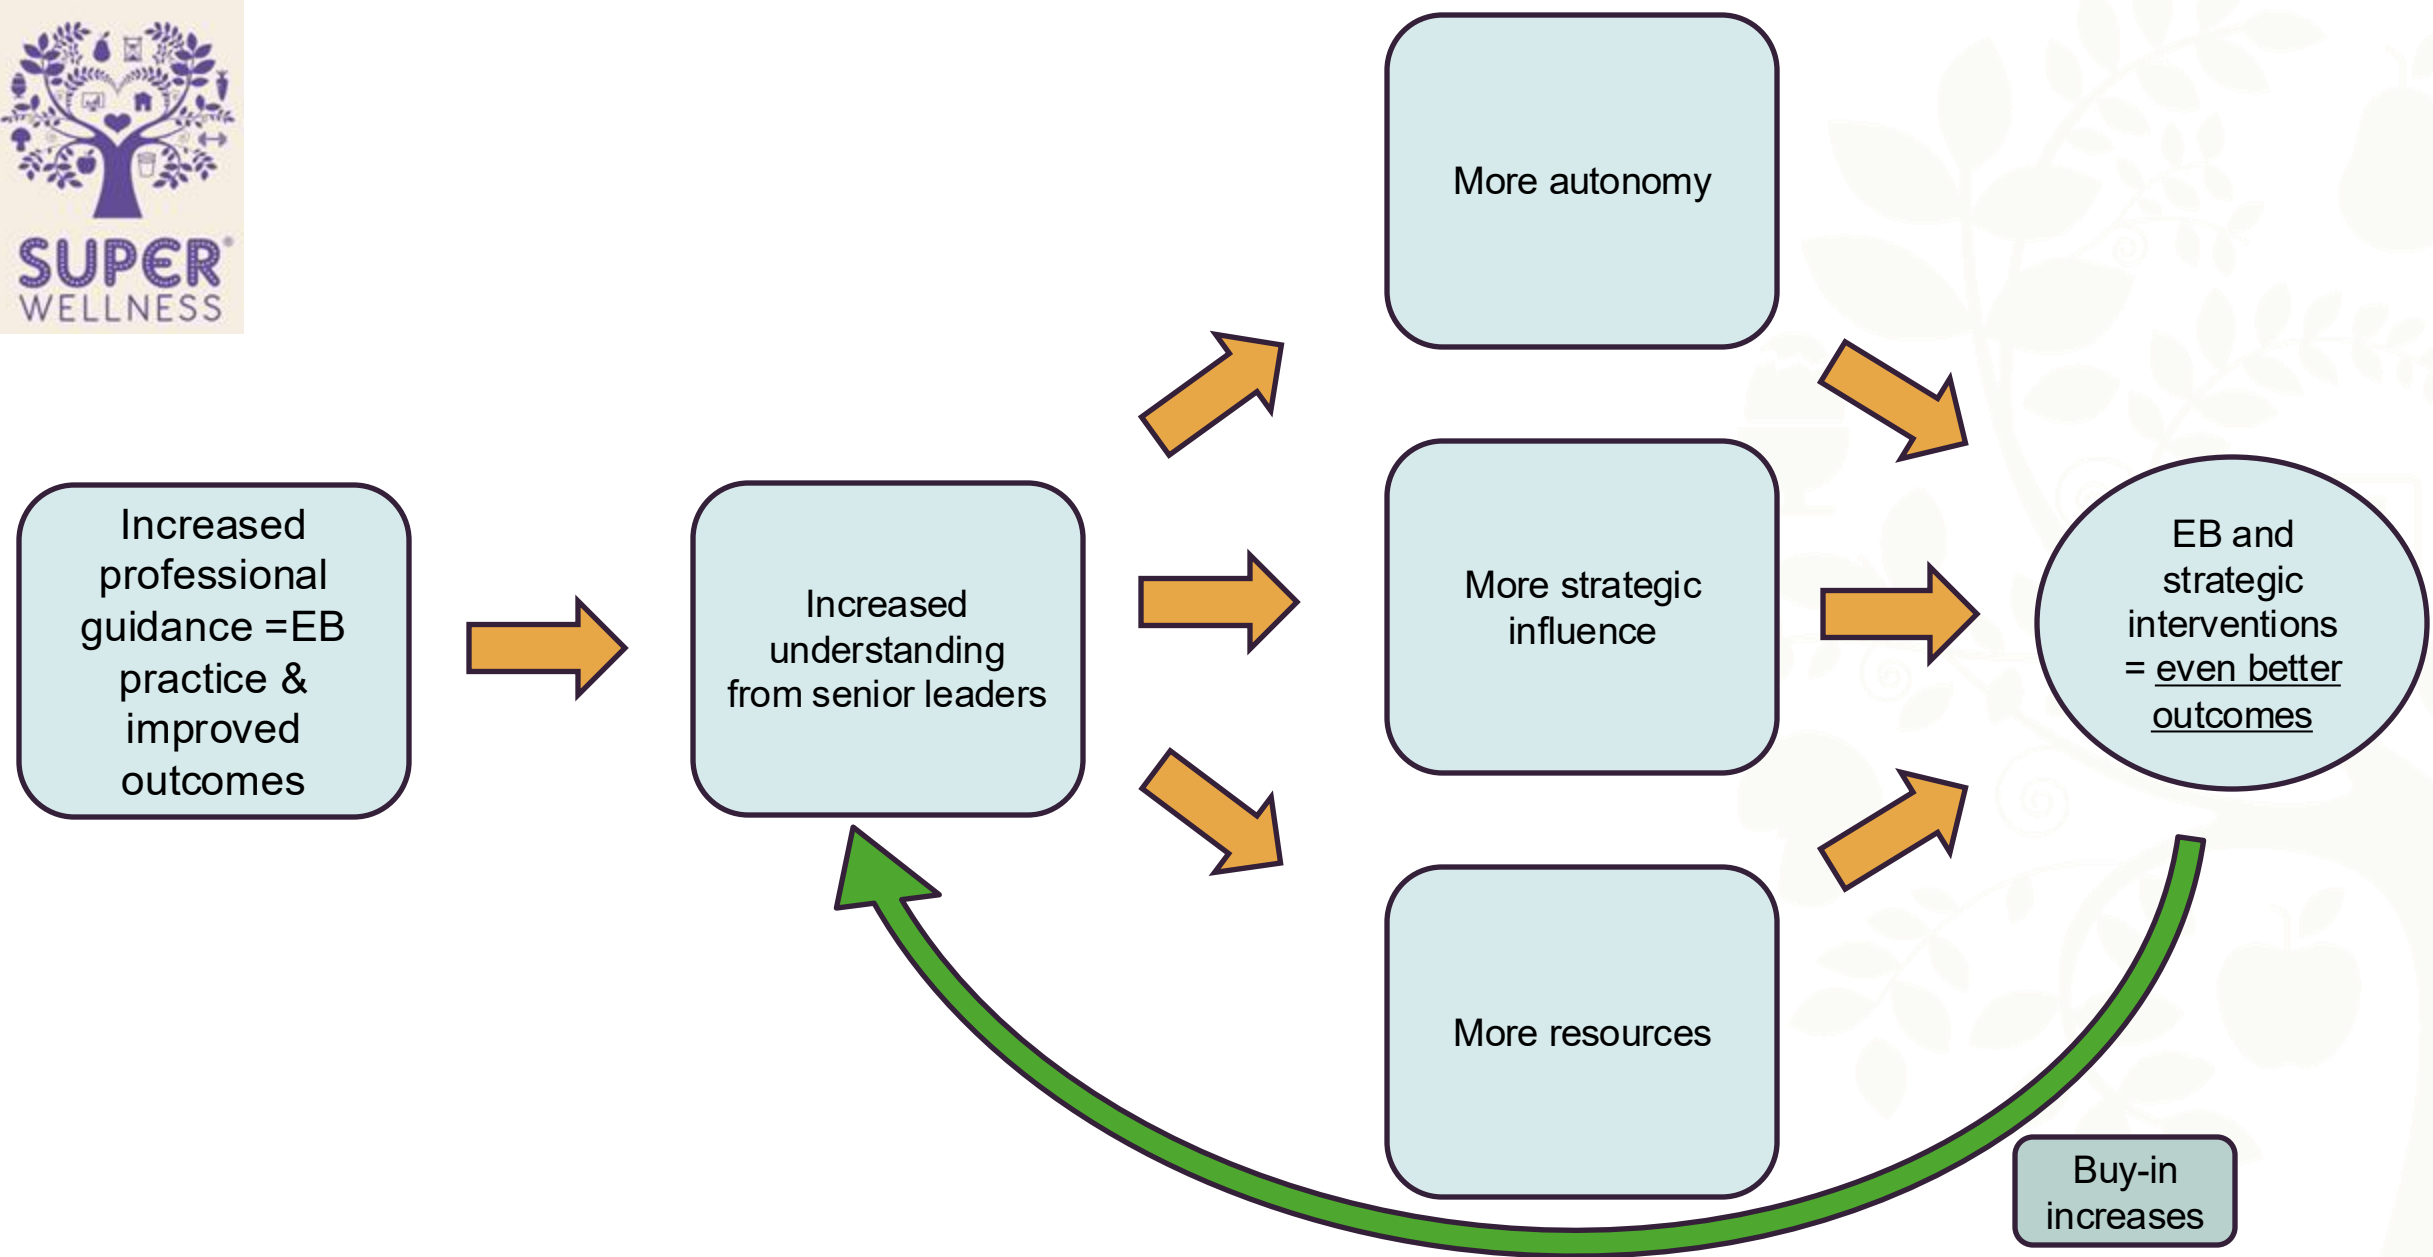 SUPER®
WELLNESS
Increased
professional
guidance =EB
practice &
improved
outcomes
Increased
understanding
from senior leaders
More autonomy
More strategic
influence
More resources
EB and
strategic
interventions
= even better
outcomes
Buy-in
increases